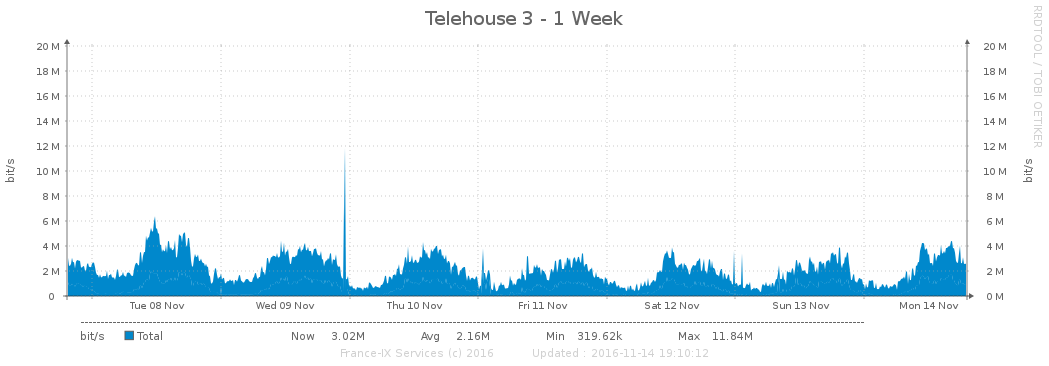 Telehouse 3 - 1 Week
RRDTOOL / TOBI OETIKER
bit/s
20 M
18 M
16 M
14 M
12 M
10 M
8 M
6 M
4 M
2 M
0
20 M
18 M
16 M
14 M
12 M
10 M
8 M
6 M
4 M
2 M
0 M
bit/s
Tue 08 Nov Wed 09 Nov Thu 10 Nov Fri 11 Nov Sat 12 Nov Sun 13 Nov Mon 14 Nov
bit/s Total Now 3.02M Avg 2.16M Min 319.62k Max 11.84M
France-IX Services (c) 2016 Updated : 2016-11-14 19:10:12